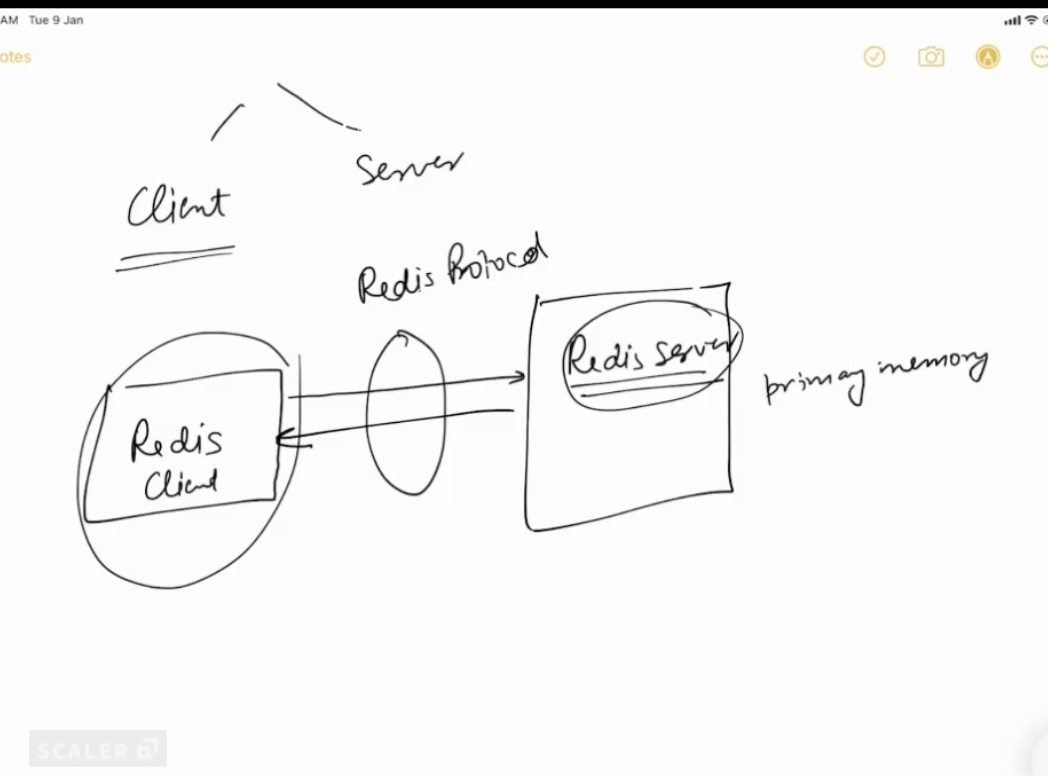 AM Tue 9 Jan
otes
Server
Client
Redis Protocol
Redis Server
primary memory
Redis
Client
SCALER